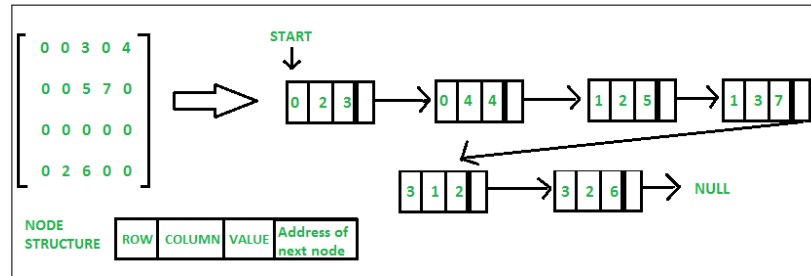 START
0 0 3 0 4
0 0 5 7 0
0 0 0 0 0
0 2 6 0 0
0 2 3
0 4 4
1 2 5
1 3 7
3 1 2
3 2 6
NULL
NODE
STRUCTURE
ROW
COLUMN
VALUE
Address of
next node